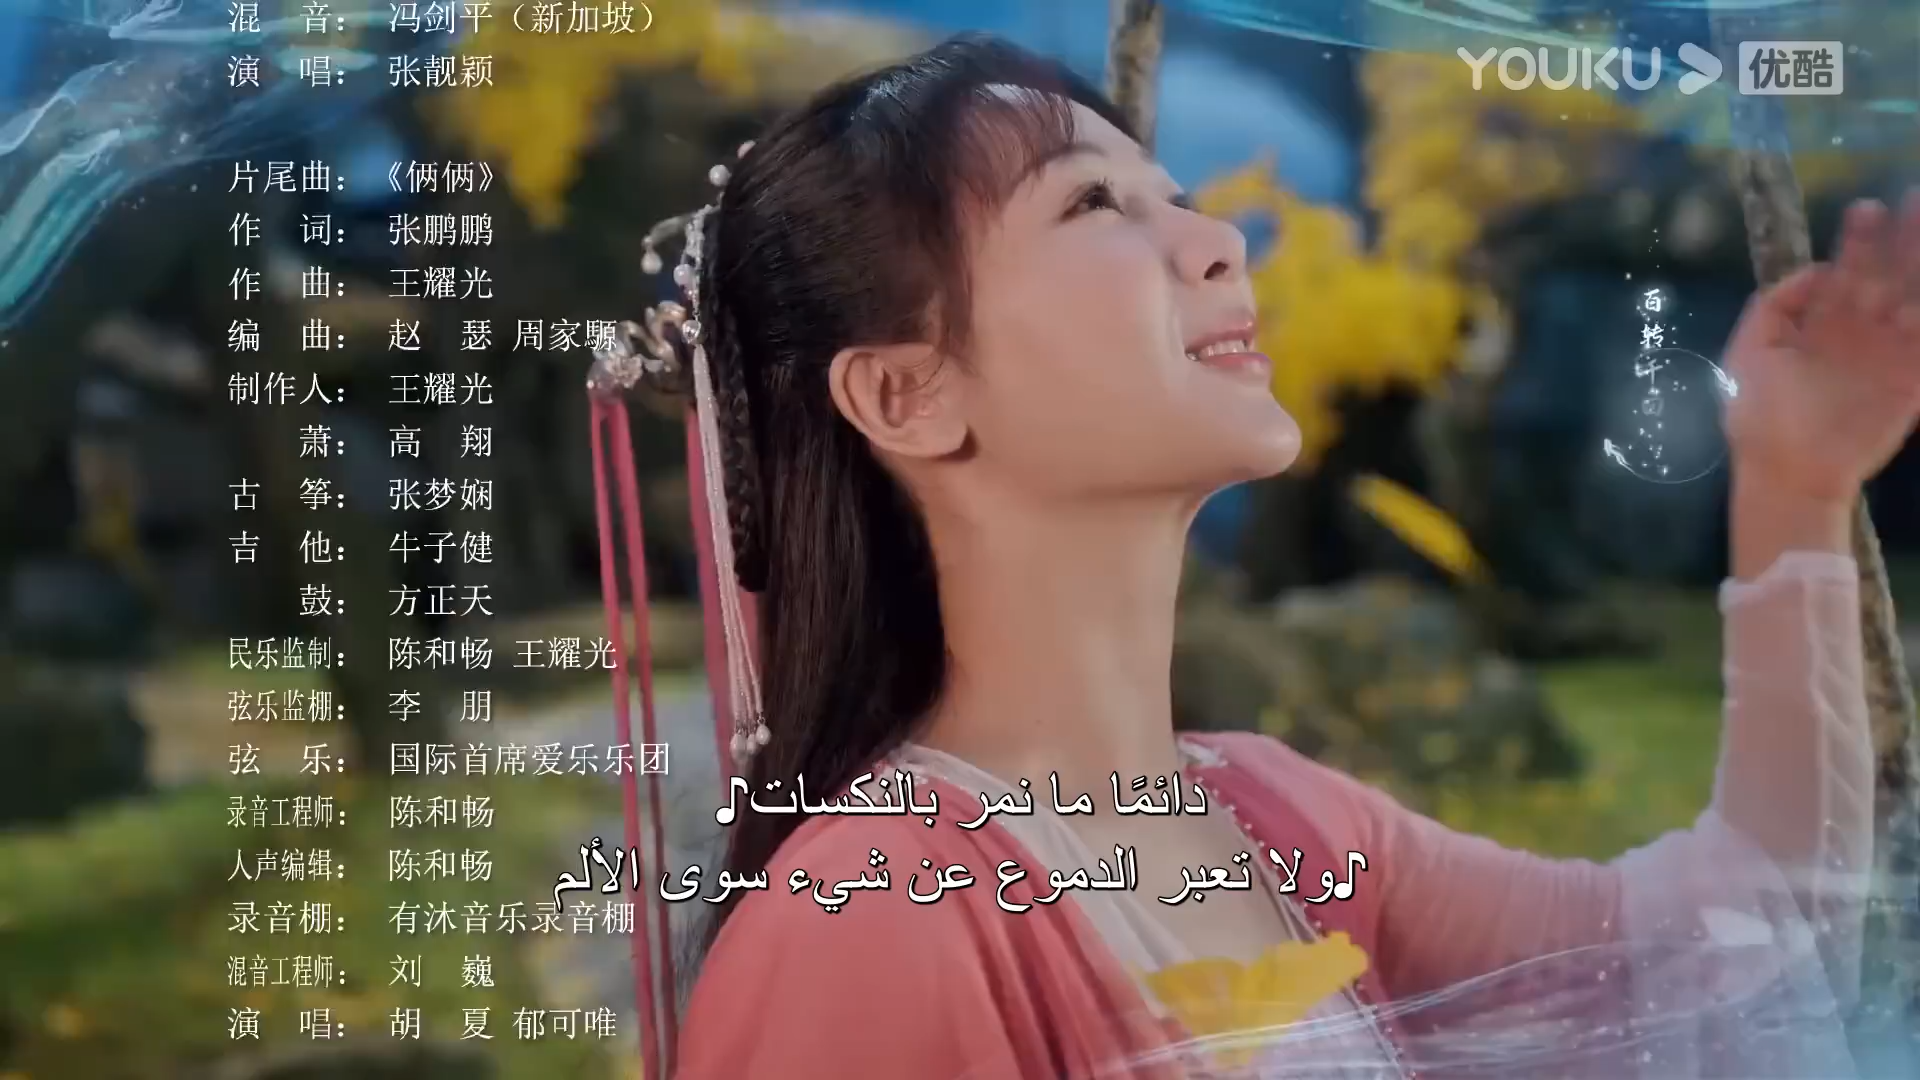 混 音：冯剑平（新加坡）
演 唱：张靓颖
片尾曲：《俩俩》
作 词：张鹏鹏
作 曲：王耀光
编 曲：赵 瑟 周家颙
制作人：王耀光
萧：高 翔
古 筝：张梦娴
吉 他：牛子健
鼓：方正天
民乐监制：陈和畅 王耀光
弦乐监棚：李 朋
弦 乐：国际首席爱乐乐团
录音工程师：陈和畅
人声编辑：陈和畅
录音棚：有沐音乐录音棚
混音工程师：刘 巍
演 唱：胡 夏 郁可唯
YOUKU 优酷
百转千回
دائمًا ما نمر بالنكسات♪
♪ولا تعبر الدموع عن شيء سوى الألم